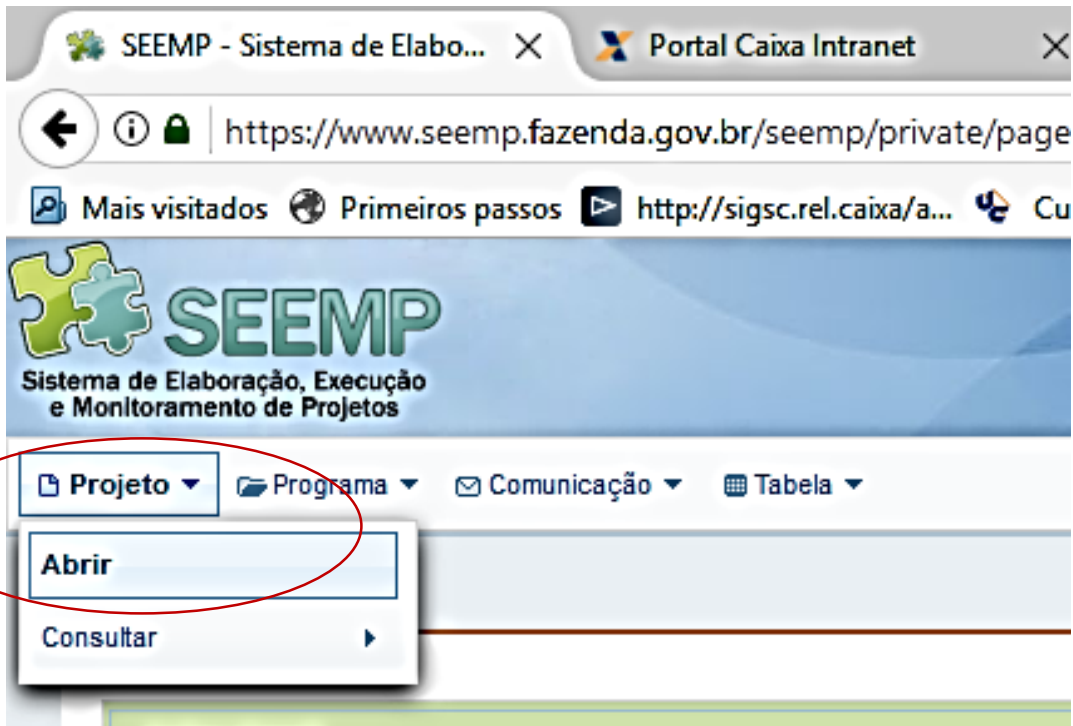 SEEMP - Sistema de Elabo... Portal Caixa Intranet
https://www.seemp.fazenda.gov.br/seemp/private/page
Mais visitados Primeiros passos http://sigsc.rel.caixa/a... Cu
SEEMP
Sistema de Elaboração, Execução
e Monitoramento de Projetos
Projeto Programa Comunicação Tabela
Abrir
Consultar